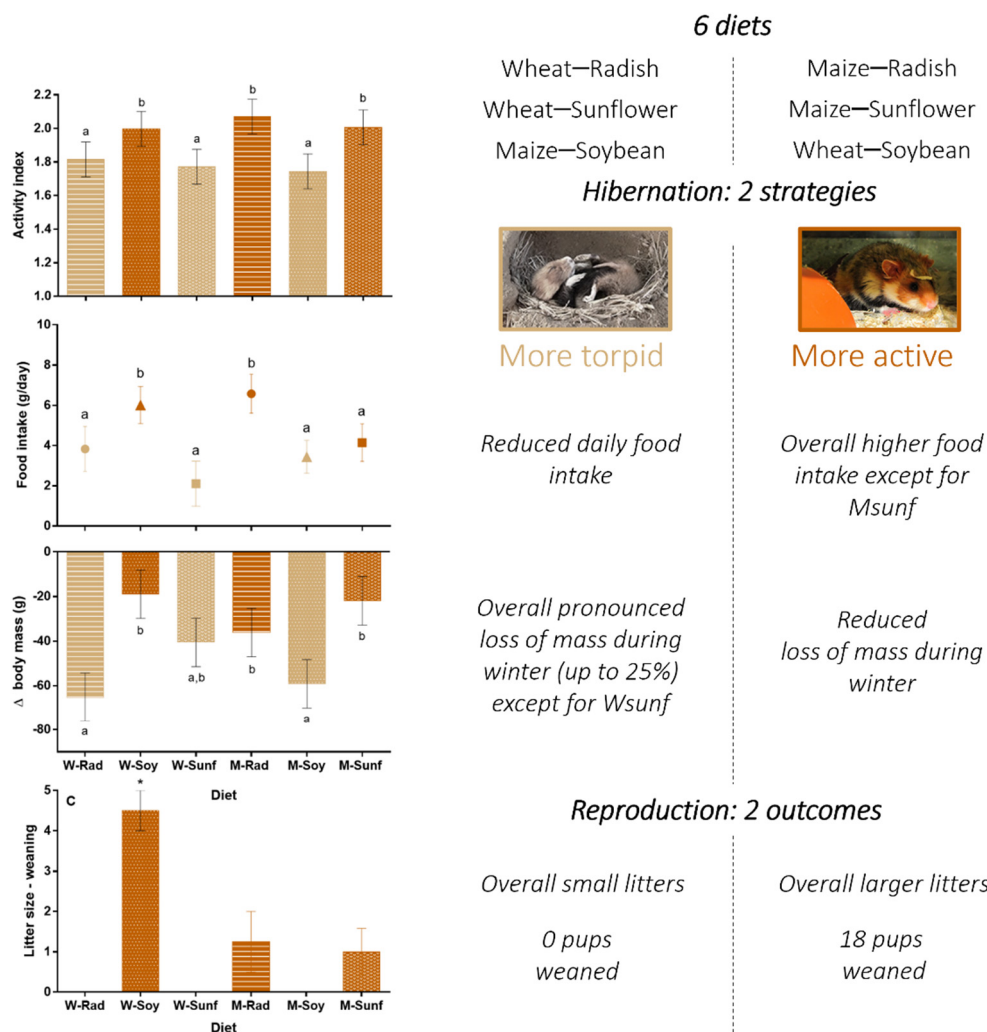 2.2
2.0
1.8
1.6
1.4
1.2
1.0
Activity index
a
b
a
b
a
b
10
8
6
4
2
0
Food intake (g/day)
a
b
a
b
a
a
0
-20
-40
-60
-80
Δ body mass (g)
a
b
a,b
b
a
b
W-Rad W-Soy W-Sunf M-Rad M-Soy M-Sunf
Diet
C
*
5
4
3
2
1
0
Litter size - weaning
W-Rad W-Soy W-Sunf M-Rad M-Soy M-Sunf
Diet
6 diets
Wheat—Radish
Wheat—Sunflower
Maize—Soybean
Maize—Radish
Maize—Sunflower
Wheat—Soybean
Hibernation: 2 strategies
More torpid
More active
Reduced daily food
intake
Overall higher food
intake except for
Msunf
Overall pronounced
loss of mass during
winter (up to 25%)
except for Wsunf
Reduced
loss of mass during
winter
Reproduction: 2 outcomes
Overall small litters
Overall larger litters
0 pups
weaned
18 pups
weaned